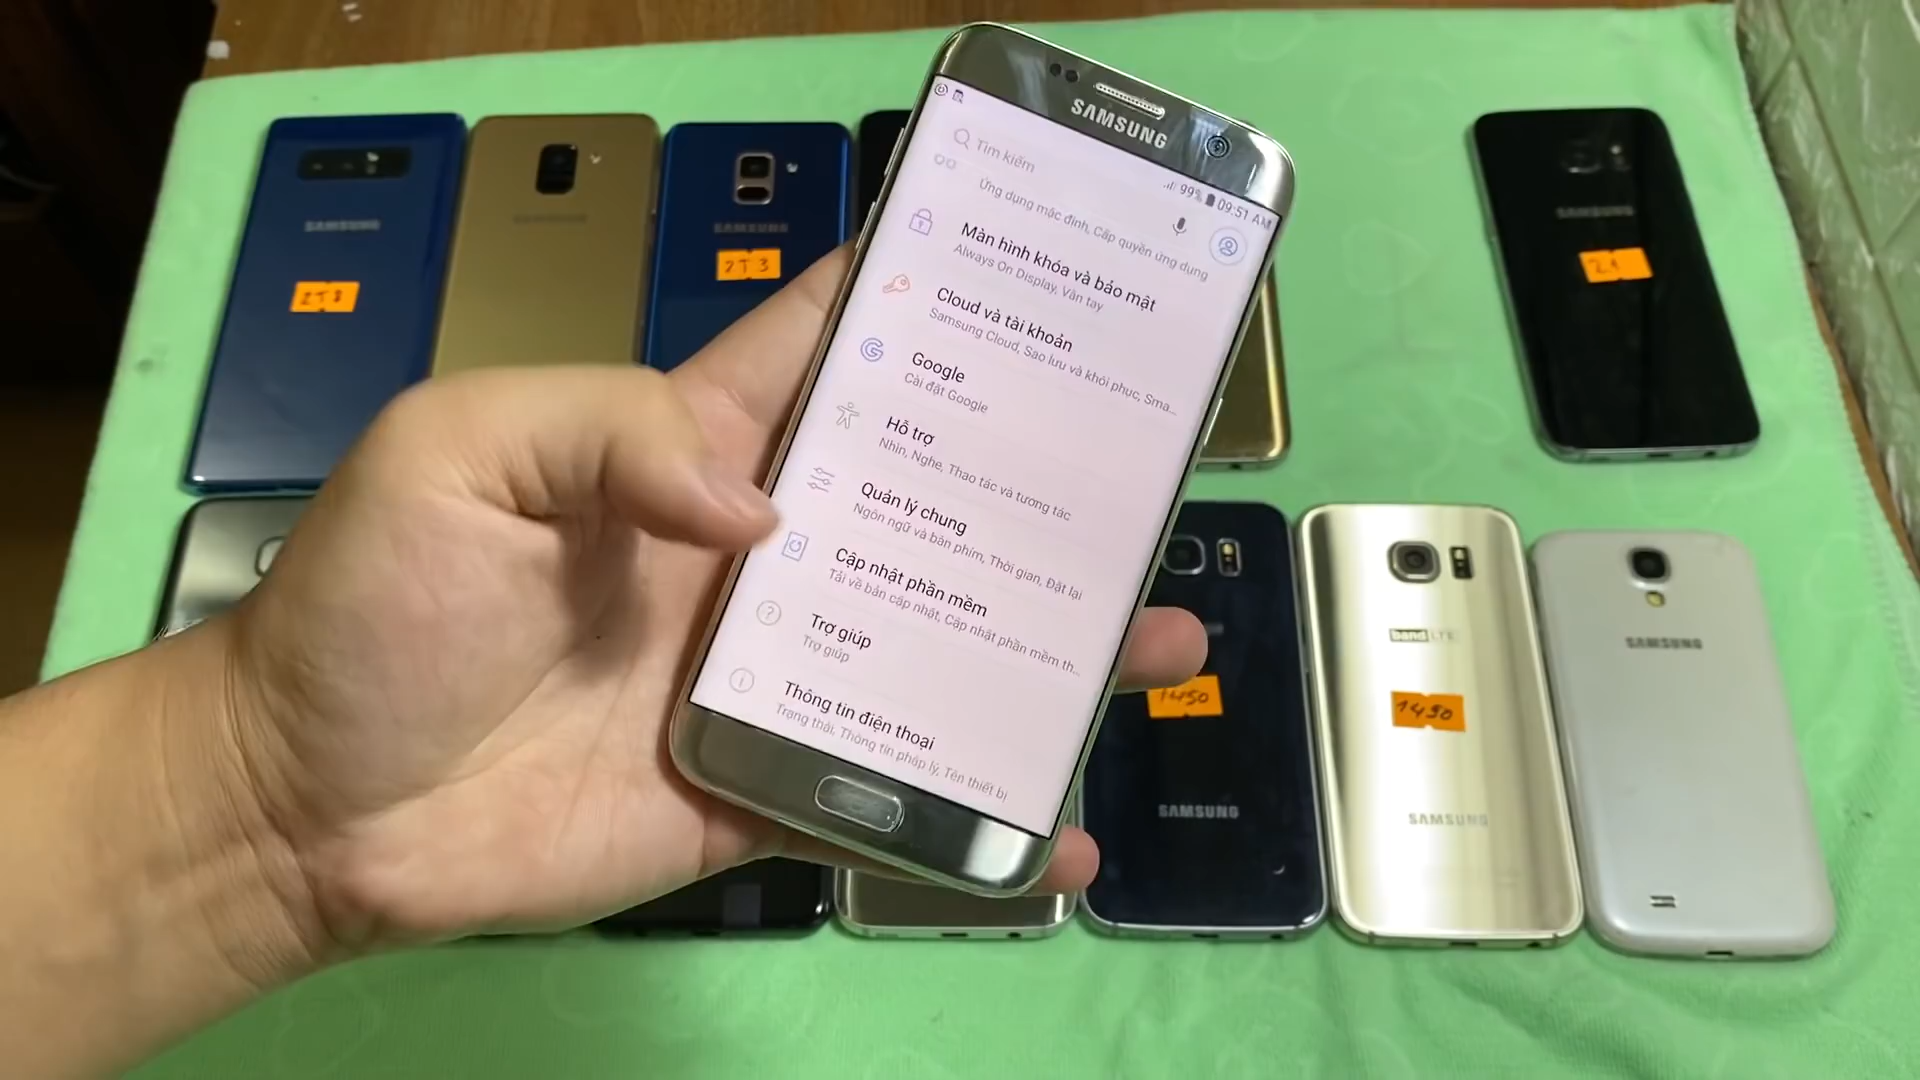 SAMSUNG
99% 09:51 AM
Tìm kiếm
Ứng dụng mặc định, Cấp quyền ứng dụng
Màn hình khóa và bảo mật
Always On Display, Vân tay
Cloud và tài khoản
Samsung Cloud, Sao lưu và khôi phục, Sma...
Google
Cài đặt Google
Hỗ trợ
Nhìn, Nghe, Thao tác và tương tác
Quản lý chung
Ngôn ngữ và bàn phím, Thời gian, Đặt lại
Cập nhật phần mềm
Tải về bản cập nhật, Cập nhật phần mềm th...
Trợ giúp
Trợ giúp
Thông tin điện thoại
Trạng thái, Thông tin pháp lý, Tên thiết bị
SAMSUNG
SAMSUNG
SAMSUNG
2T3
SAMSUNG
1450
SAMSUNG
band LTE
1450
SAMSUNG
SAMSUNG